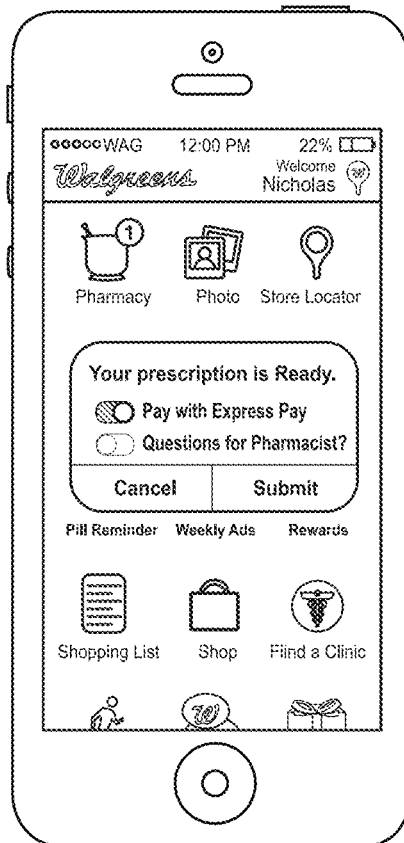 WAG 12:00 PM 22%
Walgreens Welcome Nicholas W
1
Pharmacy Photo Store Locator
Your prescription is Ready.
Pay with Express Pay
Questions for Pharmacist?
Cancel Submit
Pill Reminder Weekly Ads Rewards
Shopping List Shop Fiind a Clinic
W